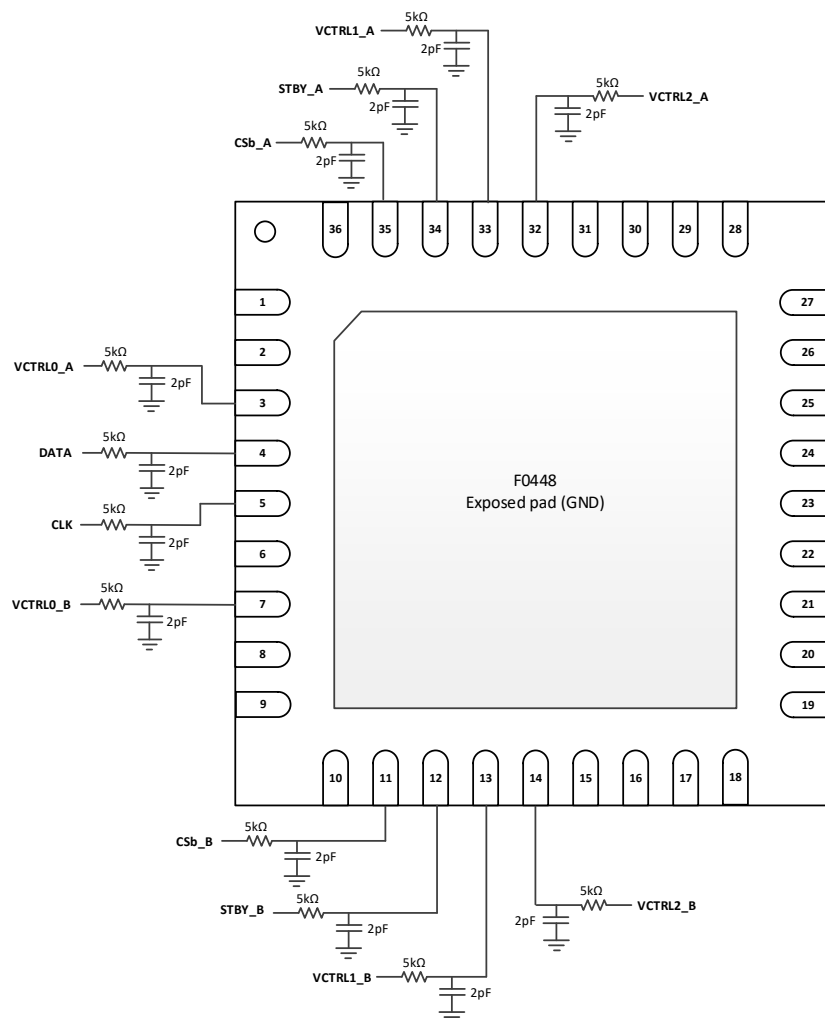 VCTRL1_A
5kΩ
2pF
STBY_A
5kΩ
2pF
5kΩ
VCTRL2_A
2pF
CSb_A
5kΩ
2pF
36 35 34 33 32 31 30 29 28
1
27
2
26
VCTRL0_A
5kΩ
2pF
3
25
DATA
5kΩ
2pF
4
24
CLK
5kΩ
2pF
5
23
6
22
VCTRL0_B
5kΩ
2pF
7
21
8
20
9
19
F0448
Exposed pad (GND)
10 11 12 13 14 15 16 17 18
CSb_B
5kΩ
2pF
STBY_B
5kΩ
2pF
5kΩ
VCTRL2_B
2pF
VCTRL1_B
5kΩ
2pF